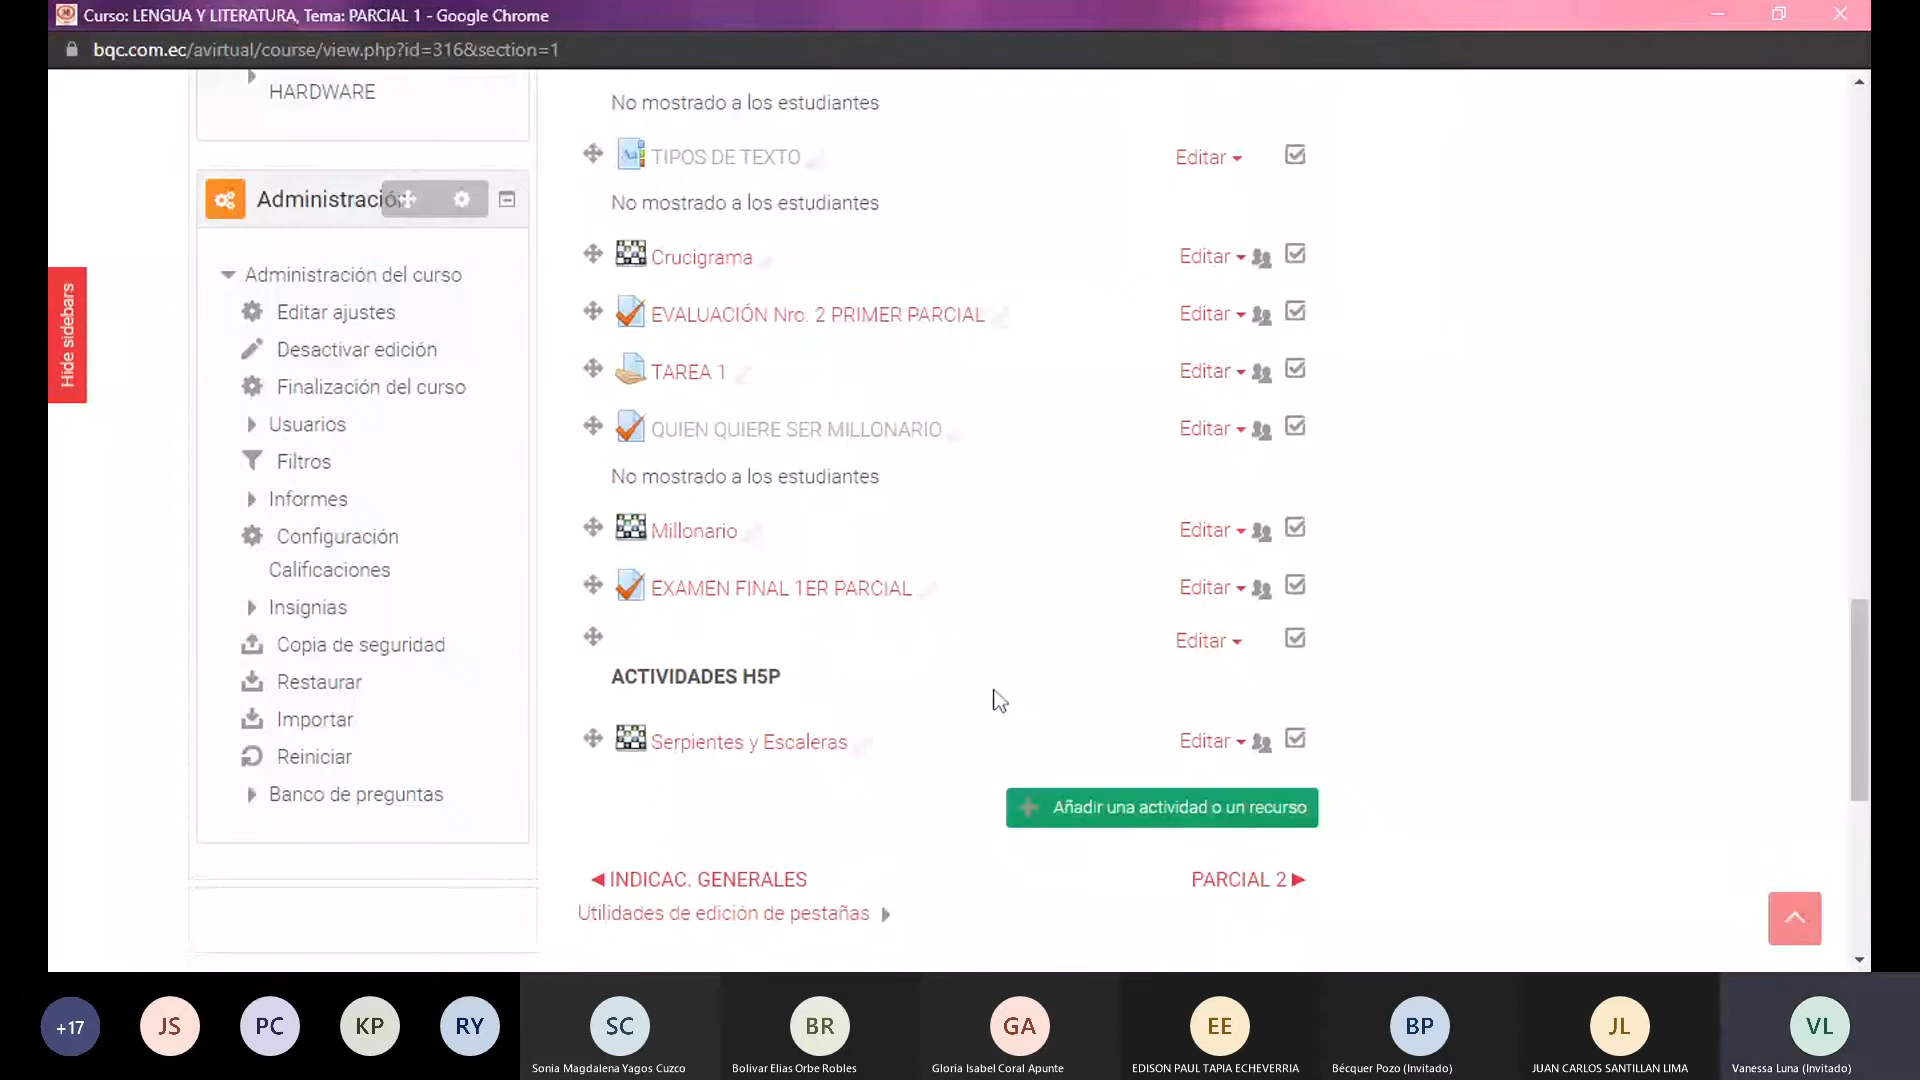 Curso: LENGUA Y LITERATURA, Tema: PARCIAL 1 - Google Chrome
bqc.com.ec/avirtual/course/view.php?id=316&section=1
HARDWARE
Administración
Administración del curso
Editar ajustes
Desactivar edición
Finalización del curso
Usuarios
Filtros
Informes
Configuración
Calificaciones
Insignias
Copia de seguridad
Restaurar
Importar
Reiniciar
Banco de preguntas
Hide sidebars
No mostrado a los estudiantes
TIPOS DE TEXTO Editar
No mostrado a los estudiantes
Crucigrama Editar
EVALUACIÓN Nro. 2 PRIMER PARCIAL Editar
TAREA 1 Editar
QUIEN QUIERE SER MILLONARIO Editar
No mostrado a los estudiantes
Millonario Editar
EXAMEN FINAL 1ER PARCIAL Editar
Editar
ACTIVIDADES H5P
Serpientes y Escaleras Editar
Añadir una actividad o un recurso
INDICAC. GENERALES PARCIAL 2
Utilidades de edición de pestañas
+17 JS PC KP RY SC BR GA EE BP JL VL
Sonia Magdalena Yagos Cuzco Bolivar Elias Orbe Robles Gloria Isabel Coral Apunte EDISON PAUL TAPIA ECHEVERRIA Bécquer Pozo (Invitado) JUAN CARLOS SANTILLAN LIMA Vanessa Luna (Invitado)